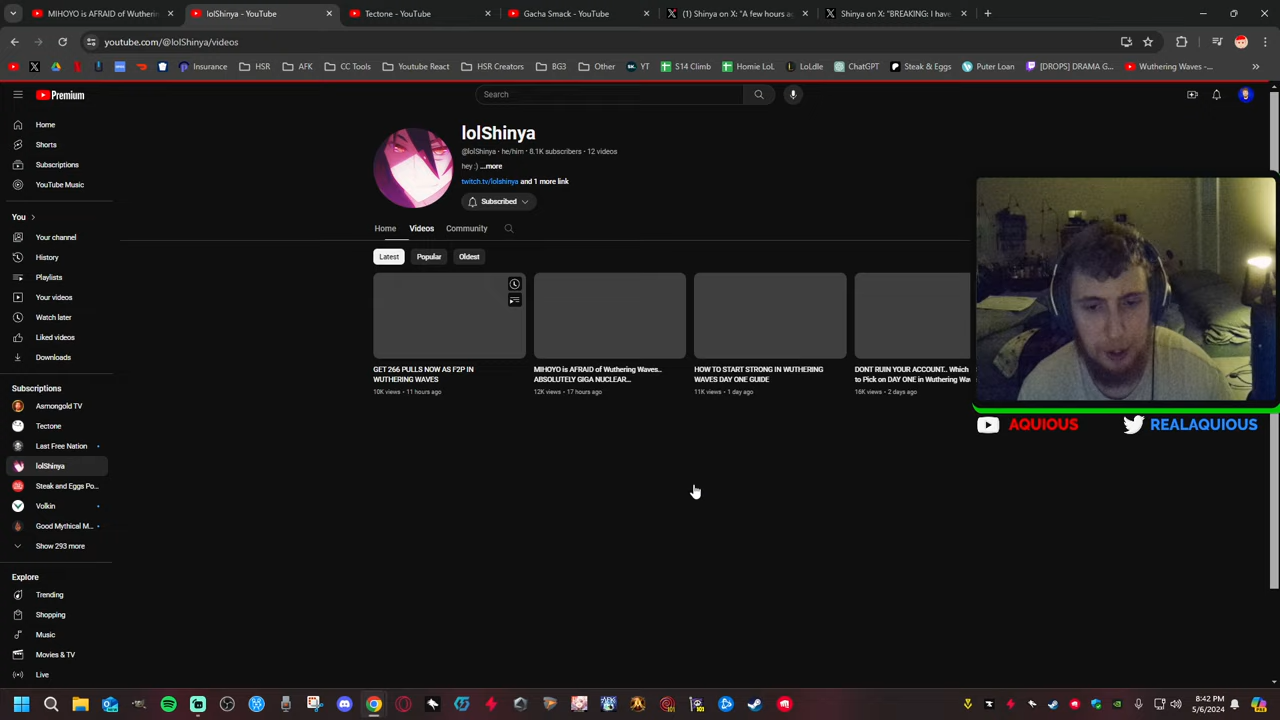 MIHOYO is AFRAID of Wutherin
lolShinya - YouTube
Tectone - YouTube
Gacha Smack - YouTube
(1) Shinya on X: "A few hours ag
Shinya on X: "BREAKING: I have
youtube.com/@lolShinya/videos
Insurance
HSR
AFK
CC Tools
Youtube React
HSR Creators
BG3
Other
YT
S14 Climb
Homie LoL
LoLdle
ChatGPT
Steak & Eggs
Puter Loan
[DROPS] DRAMA G...
Wuthering Waves -...
Premium
Search
Home
Shorts
Subscriptions
YouTube Music
You
Your channel
History
Playlists
Your videos
Watch later
Liked videos
Downloads
Subscriptions
Asmongold TV
Tectone
Last Free Nation
lolShinya
Steak and Eggs Po...
Volkin
Good Mythical M...
Show 293 more
Explore
Trending
Shopping
Music
Movies & TV
Live
lolShinya
@lolShinya • he/him • 8.1K subscribers • 12 videos
hey :) ...more
twitch.tv/lolshinya and 1 more link
Subscribed
Home
Videos
Community
Latest
Popular
Oldest
GET 266 PULLS NOW AS F2P IN
WUTHERING WAVES
10K views • 11 hours ago
MIHOYO is AFRAID of Wuthering Waves..
ABSOLUTELY GIGA NUCLEAR...
12K views • 17 hours ago
HOW TO START STRONG IN WUTHERING
WAVES DAY ONE GUIDE
11K views • 1 day ago
DONT RUIN YOUR ACCOUNT.. Which
to Pick on DAY ONE in Wuthering Wav
16K views • 2 days ago
AQUIOUS
REALAQUIOUS
8:42 PM
5/6/2024